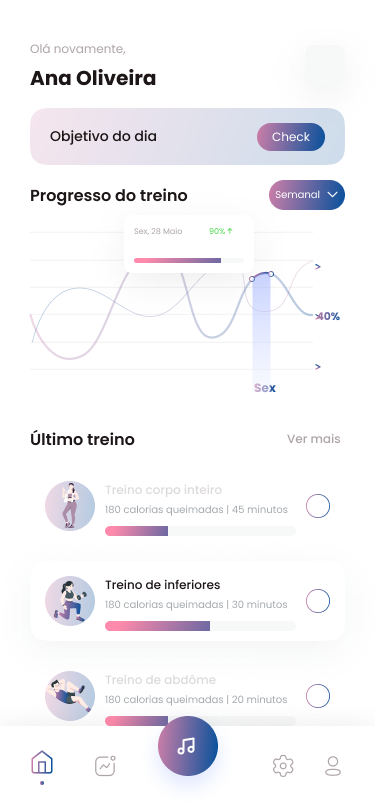 Olá novamente,
Ana Oliveira
Objetivo do dia
Check
Progresso do treino
Semanal
Sex, 28 Maio 90%↑
>
>40%
>
Sex
Último treino
Ver mais
Treino corpo inteiro
180 calorias queimadas | 45 minutos
Treino de inferiores
180 calorias queimadas | 30 minutos
Treino de abdôme
180 calorias queimadas | 20 minutos